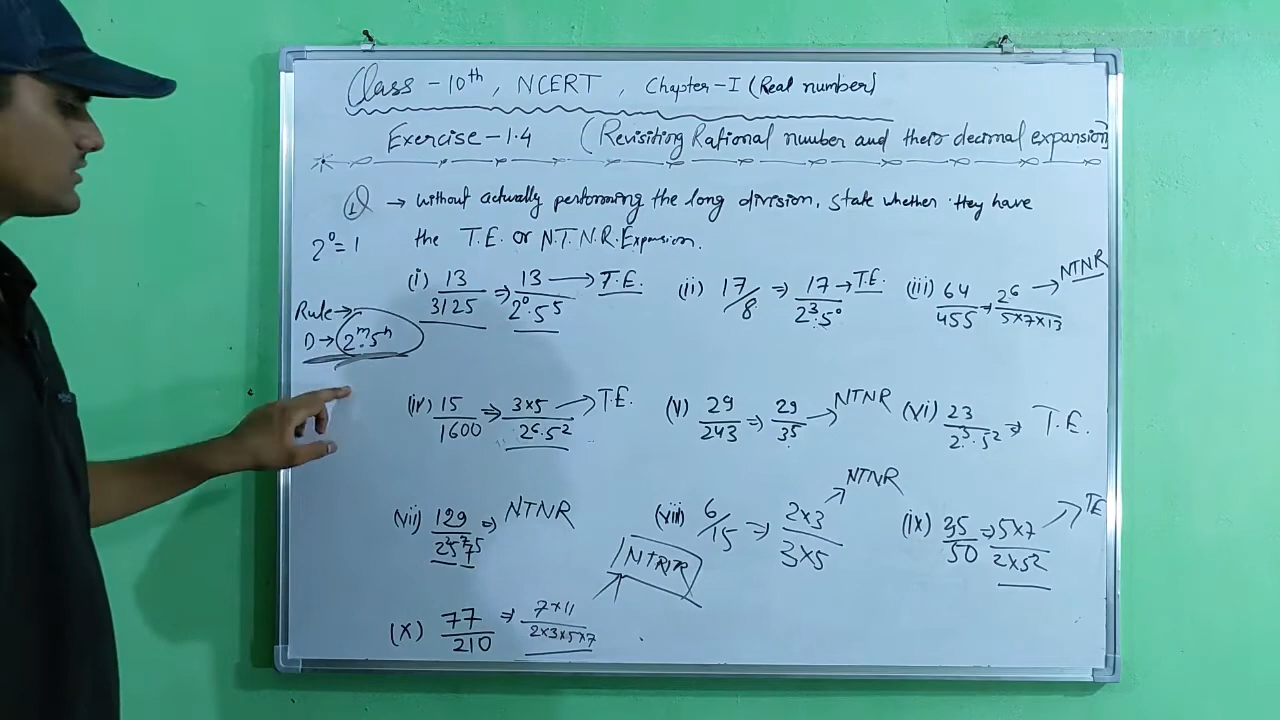 Class - 10th, NCERT, Chapter-I (Real number)
Exercise-1.4 (Revisiting Rational number and their decimal expansion
Q → without actually performing the long division, state whether they have
2⁰ = 1 the T.E. or N.T.N.R. Expansion.
(i) 13/3125 ⇒ 13/2⁰·5⁵ → T.E. (ii) 17/8 ⇒ 17/2³·5⁰ → T.E. (iii) 64/455 → 2⁶/5×7×13 → NTNR
Rule →
D → 2ᵐ·5ⁿ
(iv) 15/1600 ⇒ 3×5/2⁶·5² → T.E. (v) 29/243 ⇒ 29/3⁵ → NTNR (vi) 23/2³·5² ⇒ T.E.
(vii) 129/2²5⁷7⁵ ⇒ NTNR (viii) 6/15 ⇒ 2×3/3×5 → NTNR (ix) 35/50 ⇒ 5×7/2×5² → TE
(x) 77/210 ⇒ 7×11/2×3×5×7 → NTNR